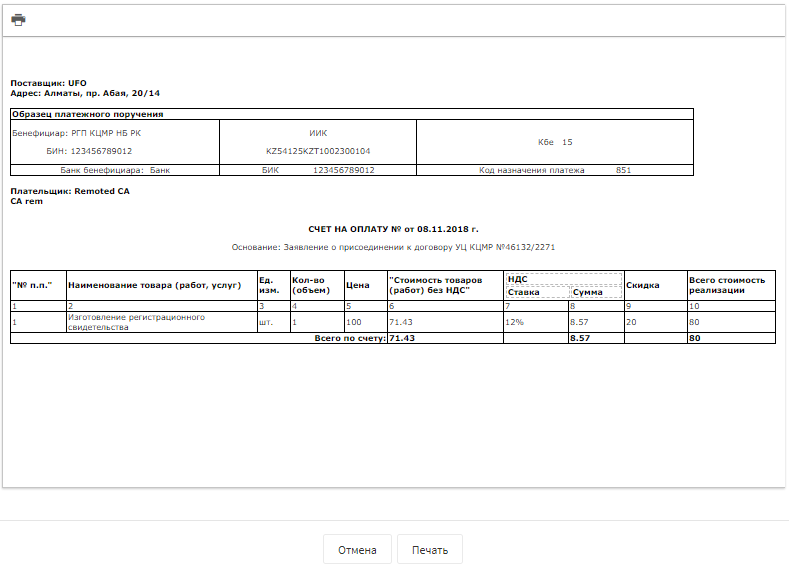 Поставщик: UFO
Адрес: Алматы, пр. Абая, 20/14
Образец платежного поручения
Бенефициар: РГП КЦМР НБ РК
БИН: 123456789012
ИИК
KZ54125KZT1002300104
Кбе 15
Банк бенефициара: Банк
БИК 123456789012
Код назначения платежа 851
Плательщик: Remoted CA
CA rem
СЧЕТ НА ОПЛАТУ № от 08.11.2018 г.
Основание: Заявление о присоединении к договору УЦ КЦМР №46132/2271
"№ п.п." Наименование товара (работ, услуг) Ед. изм. Кол-во (объем) Цена "Стоимость товаров (работ) без НДС" НДС Ставка Сумма Скидка Всего стоимость реализации
1 2 3 4 5 6 7 8 9 10
1 Изготовление регистрационного свидетельства шт. 1 100 71.43 12% 8.57 20 80
Всего по счету: 71.43 8.57 80
Отмена Печать